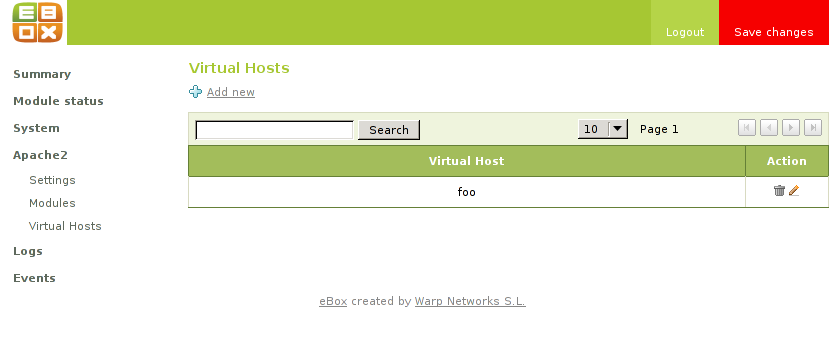 EBOX
Logout
Save changes
Summary
Module status
System
Apache2
Settings
Modules
Virtual Hosts
Logs
Events
Virtual Hosts
Add new
Search
10
Page 1
Virtual Host
Action
foo
eBox created by Warp Networks S.L.